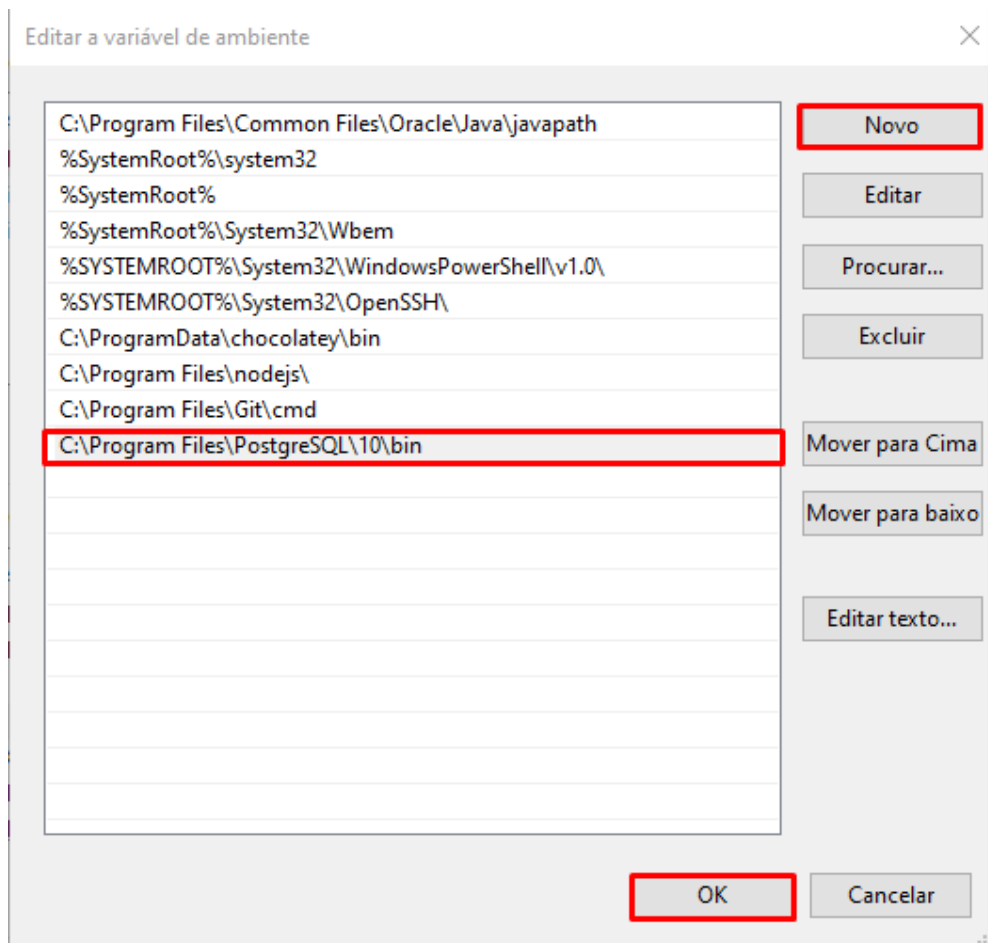 Editar a variável de ambiente
C:\Program Files\Common Files\Oracle\Java\javapath
%SystemRoot%\system32
%SystemRoot%
%SystemRoot%\System32\Wbem
%SYSTEMROOT%\System32\WindowsPowerShell\v1.0\
%SYSTEMROOT%\System32\OpenSSH\
C:\ProgramData\chocolatey\bin
C:\Program Files\nodejs\
C:\Program Files\Git\cmd
C:\Program Files\PostgreSQL\10\bin
Novo
Editar
Procurar...
Excluir
Mover para Cima
Mover para baixo
Editar texto...
OK
Cancelar